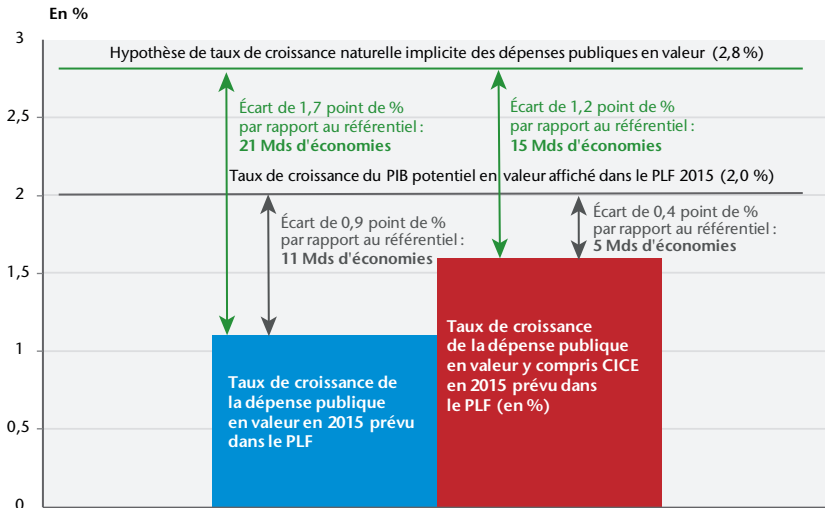 En %
3
Hypothèse de taux de croissance naturelle implicite des dépenses publiques en valeur (2,8 %)
Écart de 1,7 point de %
par rapport au référentiel :
21 Mds d'économies
Écart de 1,2 point de %
par rapport au référentiel :
15 Mds d'économies
2,5
Taux de croissance du PIB potentiel en valeur affiché dans le PLF 2015 (2,0 %)
2
Écart de 0,9 point de %
par rapport au référentiel :
11 Mds d'économies
Écart de 0,4 point de %
par rapport au référentiel :
5 Mds d'économies
1,5
Taux de croissance
de la dépense publique
en valeur y compris CICE
en 2015 prévu dans
le PLF (en %)
1
Taux de croissance de
la dépense publique
en valeur en 2015 prévu
dans le PLF
0,5
0